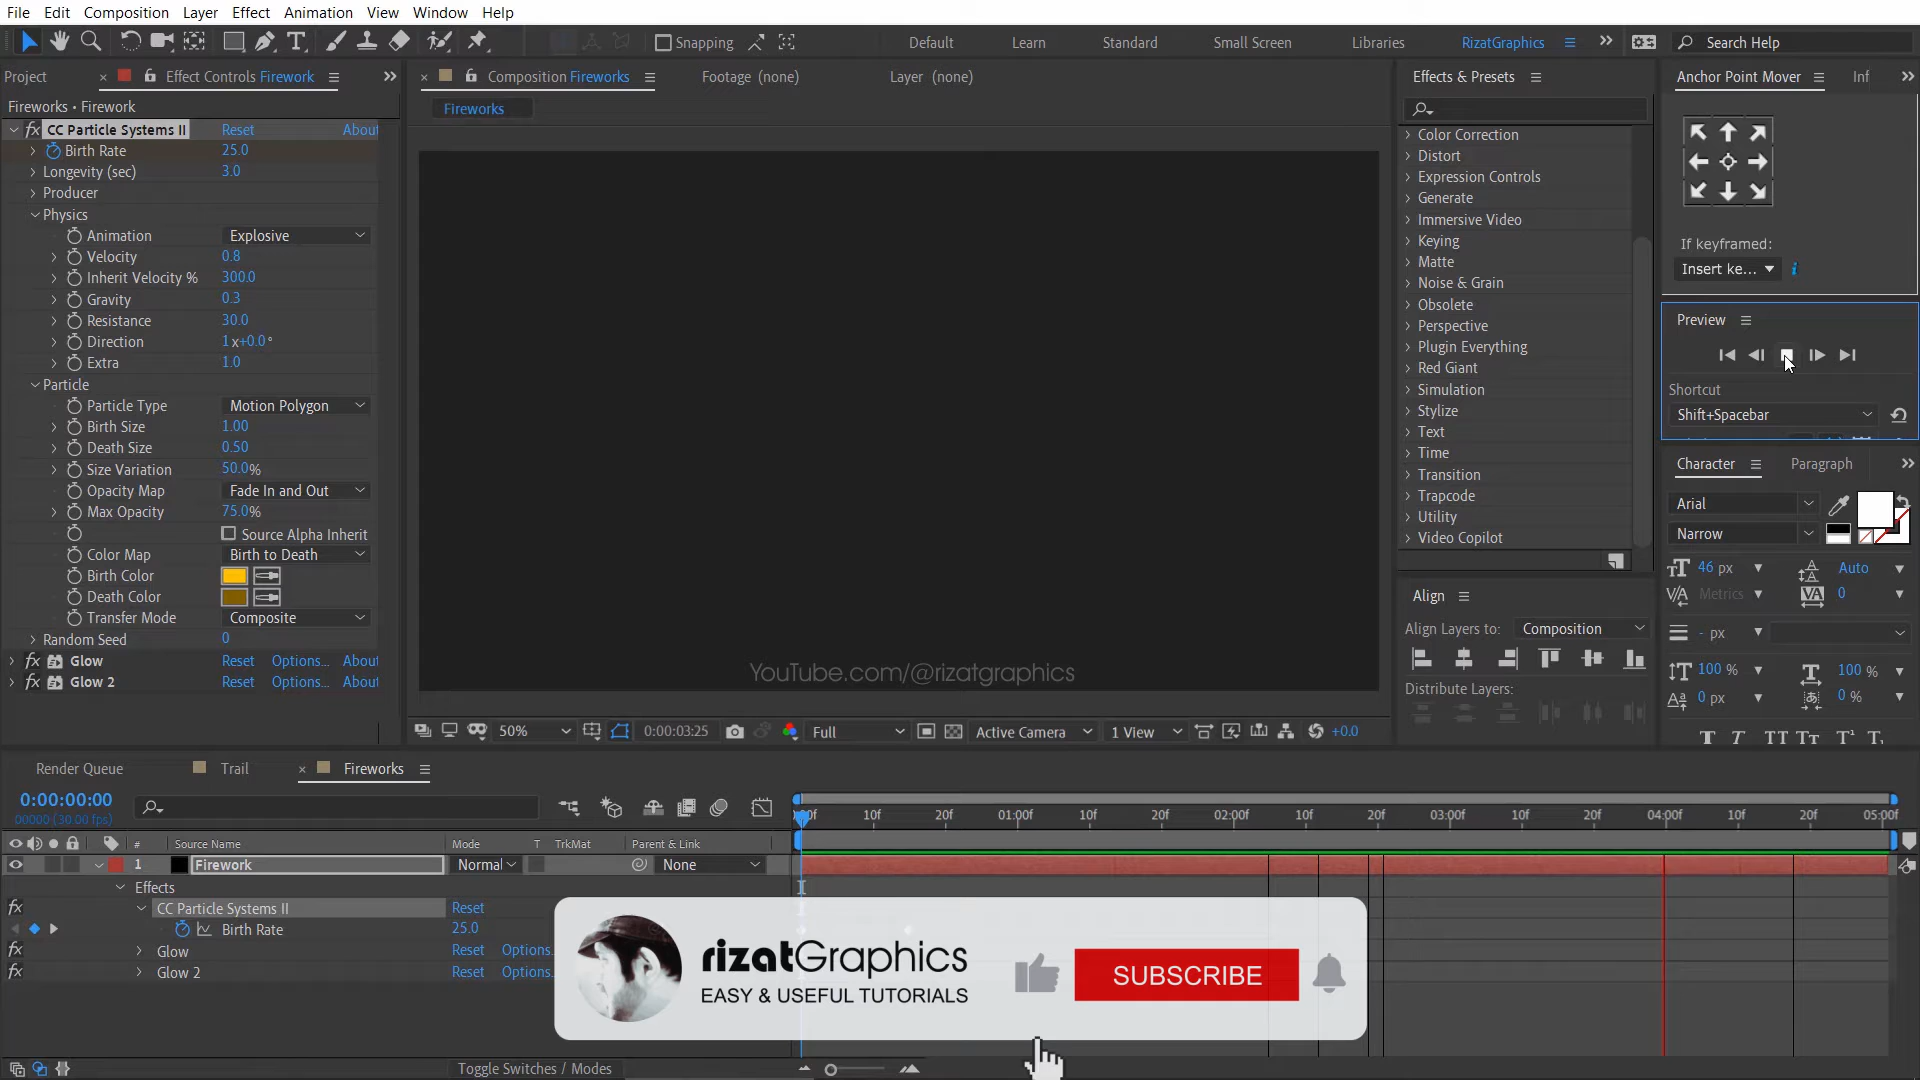 File Edit Composition Layer Effect Animation View Window Help
Snapping
Default Learn Standard Small Screen Libraries RizatGraphics Search Help
Project Effect Controls Firework
Composition Fireworks Footage (none) Layer (none)
Fireworks • Firework
Fireworks
CC Particle Systems II Reset About
Birth Rate 25.0
Longevity (sec) 3.0
Producer
Physics
Animation Explosive
Velocity 0.8
Inherit Velocity % 300.0
Gravity 0.3
Resistance 30.0
Direction 1x+0.0°
Extra 1.0
Particle
Particle Type Motion Polygon
Birth Size 1.00
Death Size 0.50
Size Variation 50.0%
Opacity Map Fade In and Out
Max Opacity 75.0%
Source Alpha Inherit
Color Map Birth to Death
Birth Color
Death Color
Transfer Mode Composite
Random Seed 0
Glow Reset Options... About
Glow 2 Reset Options... About
YouTube.com/@rizatgraphics
50% 0:00:03:25 Full Active Camera 1 View +0.0
Effects & Presets
Color Correction
Distort
Expression Controls
Generate
Immersive Video
Keying
Matte
Noise & Grain
Obsolete
Perspective
Plugin Everything
Red Giant
Simulation
Stylize
Text
Time
Transition
Trapcode
Utility
Video Copilot
Align
Align Layers to: Composition
Distribute Layers:
Anchor Point Mover Inf
If keyframed:
Insert ke...
Preview
Shortcut
Shift+Spacebar
Character Paragraph
Arial
Narrow
46 px Auto
Metrics 0
- px
100 % 100 %
0 px 0 %
Render Queue Trail Fireworks
0:00:00:00
00000 (30.00 fps)
10f 20f 01:00f 10f 20f 02:00f 10f 20f 03:00f 10f 20f 04:00f 10f 20f 05:00f
# Source Name Mode T TrkMat Parent & Link
1 Firework Normal None
Effects
CC Particle Systems II Reset
Birth Rate 25.0
Glow Reset Options...
Glow 2 Reset Options...
rizatGraphics
EASY & USEFUL TUTORIALS
SUBSCRIBE
Toggle Switches / Modes